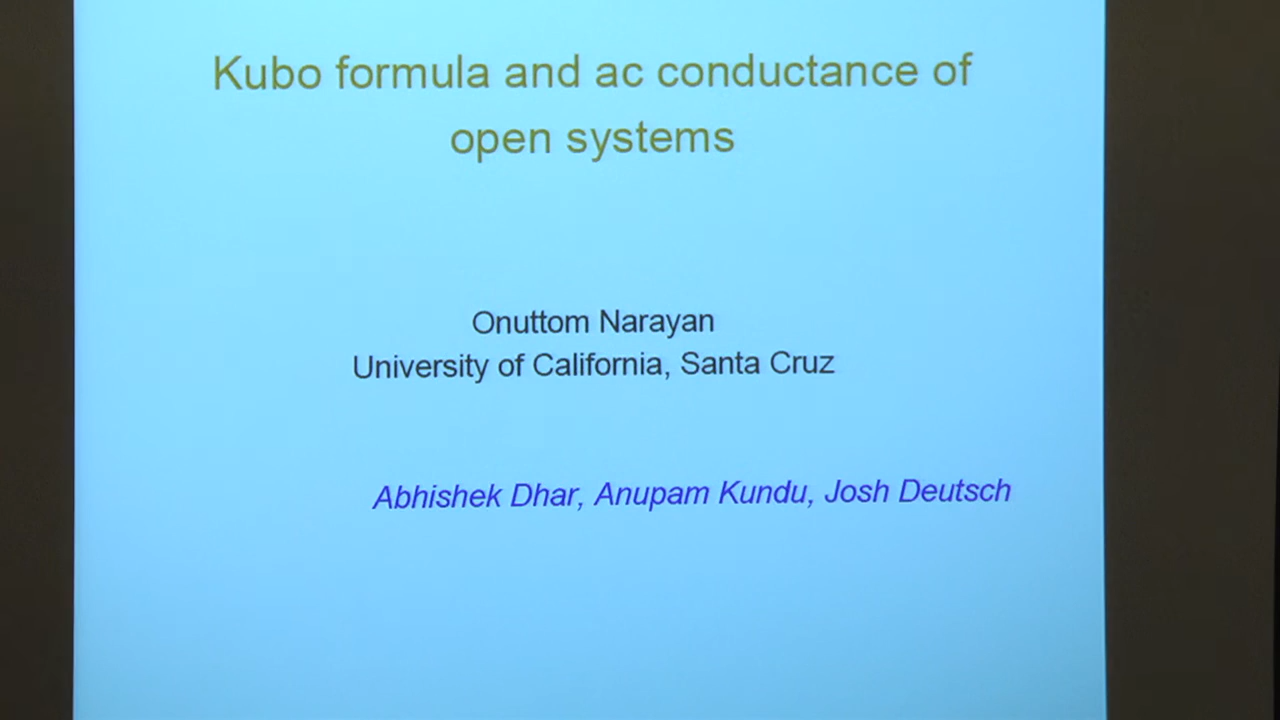 Kubo formula and ac conductance of
open systems
Onuttom Narayan
University of California, Santa Cruz
Abhishek Dhar, Anupam Kundu, Josh Deutsch